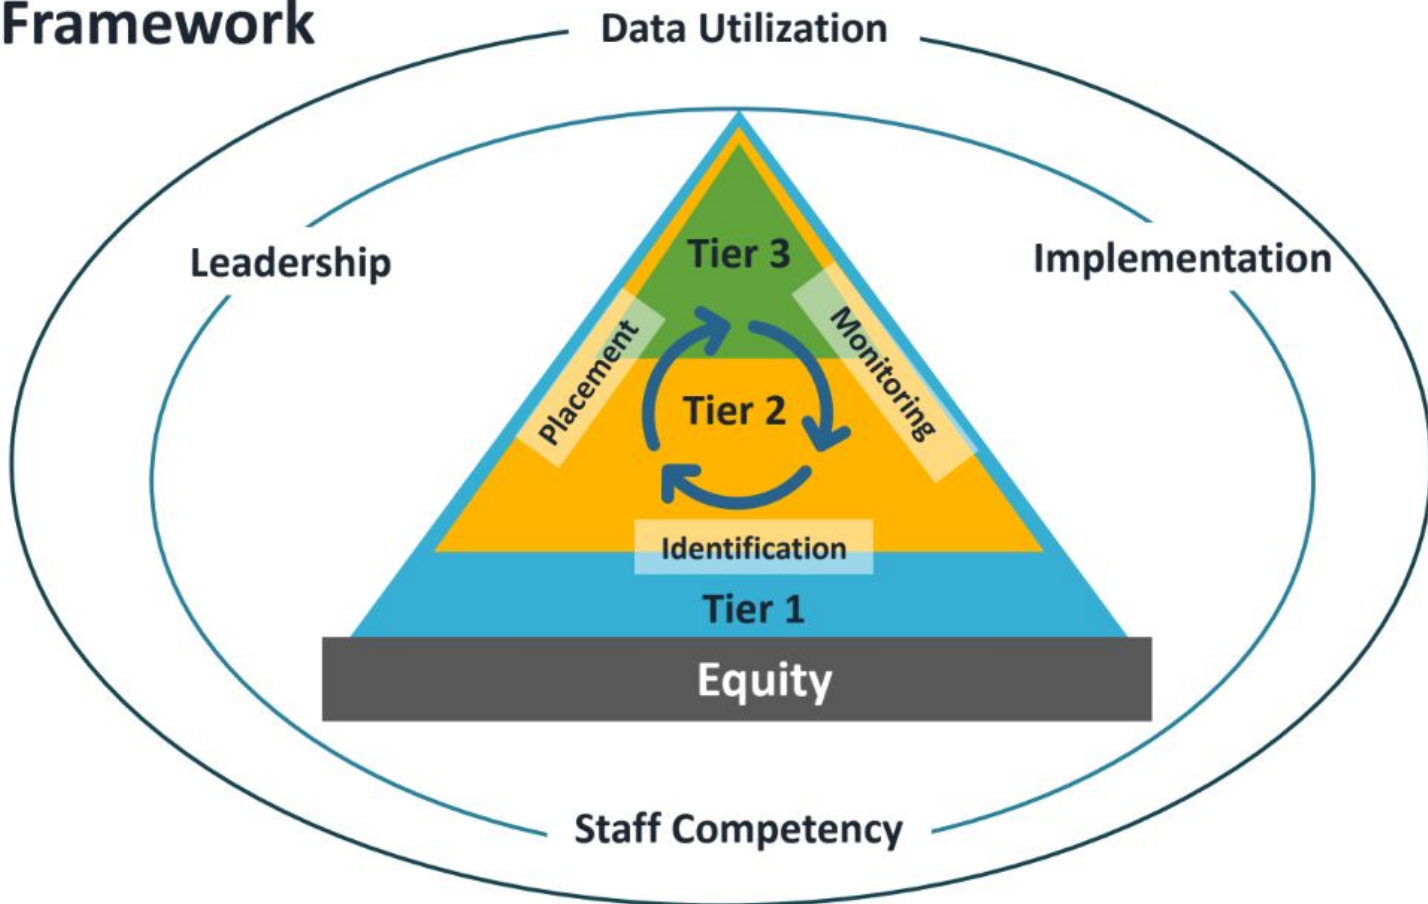 Framework
Data Utilization
Leadership
Implementation
Tier 3
Placement
Monitoring
Tier 2
Identification
Tier 1
Equity
Staff Competency